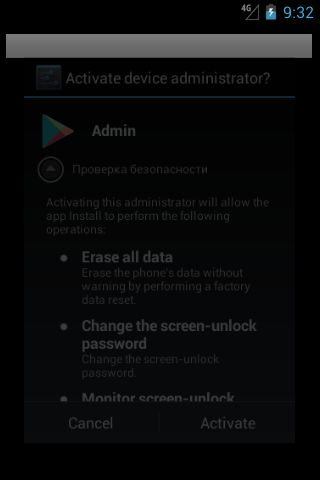 4G 9:32
Activate device administrator?
Admin
Проверка безопасности
Activating this administrator will allow the
app Install to perform the following
operations:
Erase all data
Erase the phone's data without
warning by performing a factory
data reset.
Change the screen-unlock
password
Change the screen-unlock
password.
Monitor screen-unlock
Cancel Activate